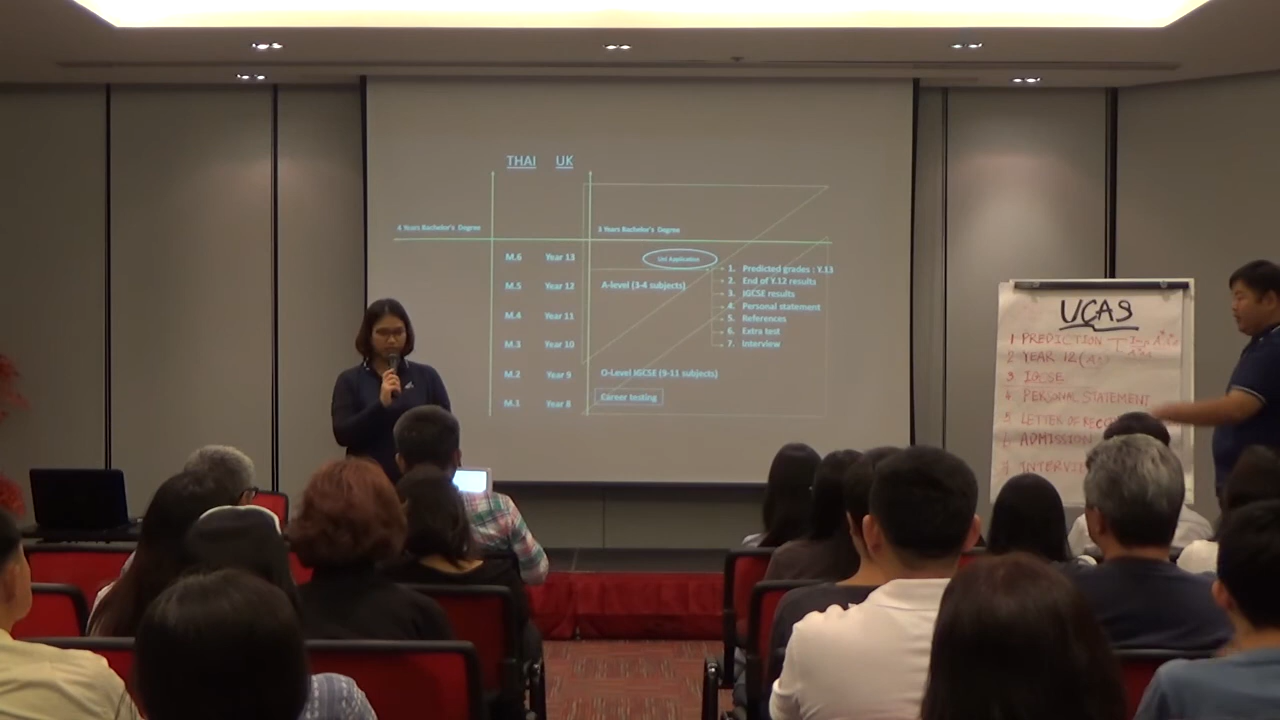 THAI UK
4 Years Bachelor's Degree
3 Years Bachelor's Degree
M.6 Year 13
Uni Application
M.5 Year 12
A-level (3-4 subjects)
M.4 Year 11
M.3 Year 10
M.2 Year 9
O-Level IGCSE (9-11 subjects)
M.1 Year 8
Career testing
1. Predicted grades : Y.13
2. End of Y.12 results
3. IGCSE results
4. Personal statement
5. References
6. Extra test
7. Interview
UCAS
1 PREDICTION
2 YEAR 12
3 IGCSE
4 PERSONAL STATEMENT
5 LETTER OF
6 ADMISSION
7